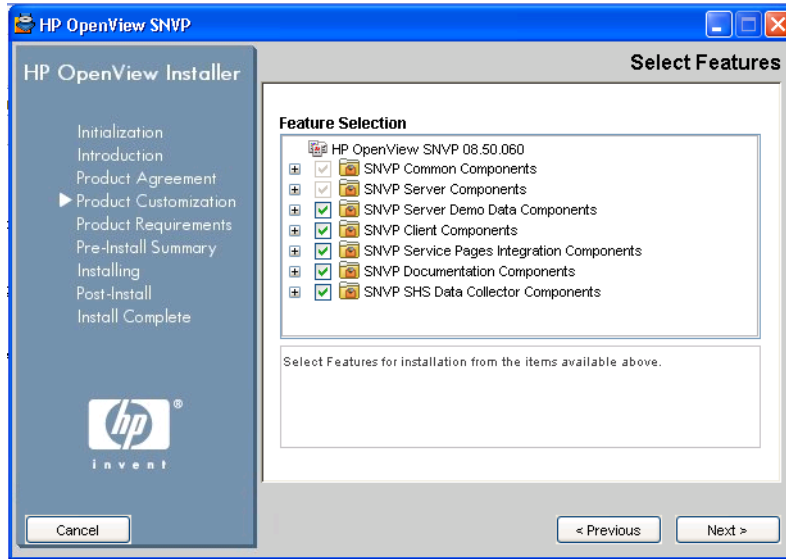 HP OpenView SNVP
Select Features
HP OpenView Installer
Initialization
Introduction
Product Agreement
Product Customization
Product Requirements
Pre-Install Summary
Installing
Post-Install
Install Complete
hp
®
invent
Feature Selection
HP OpenView SNVP 08.50.060
SNVP Common Components
SNVP Server Components
SNVP Server Demo Data Components
SNVP Client Components
SNVP Service Pages Integration Components
SNVP Documentation Components
SNVP SHS Data Collector Components
Select Features for installation from the items available above.
Cancel
< Previous
Next >